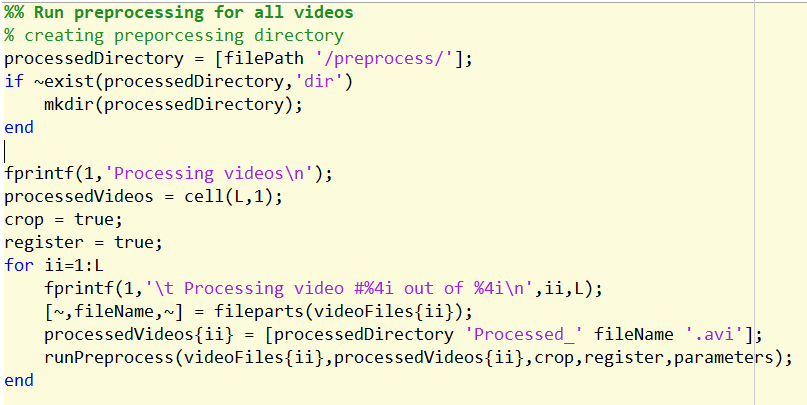 %% Run preprocessing for all videos
% creating preporcessing directory
processedDirectory = [filePath '/preprocess/'];
if ~exist(processedDirectory,'dir')
    mkdir(processedDirectory);
end

fprintf(1,'Processing videos\n');
processedVideos = cell(L,1);
crop = true;
register = true;
for ii=1:L
    fprintf(1,'\t Processing video #%4i out of %4i\n',ii,L);
    [~,fileName,~] = fileparts(videoFiles{ii});
    processedVideos{ii} = [processedDirectory 'Processed_' fileName '.avi'];
    runPreprocess(videoFiles{ii},processedVideos{ii},crop,register,parameters);
end